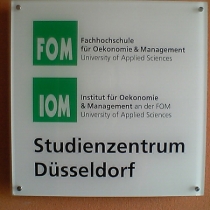 FOM
Fachhochschule
für Oekonomie & Management
University of Applied Sciences
IOM
Institut für Oekonomie
& Management an der FOM
University of Applied Sciences
Studienzentrum
Düsseldorf